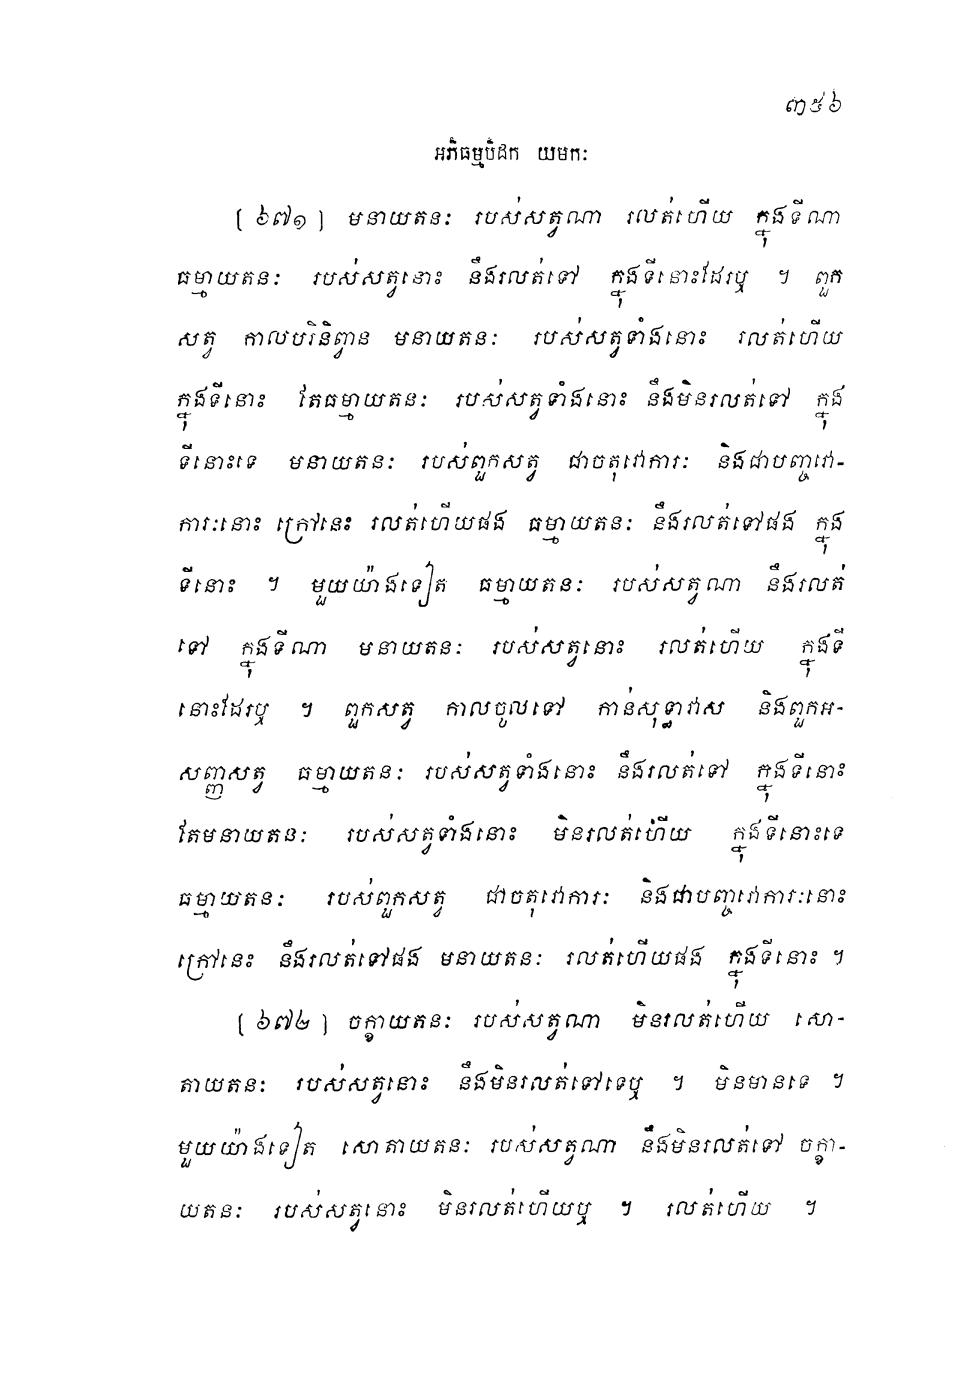 ៣៥៦
អភិធម្មបិដក យមកៈ
[៦៧១] មនាយតនៈ របស់សត្វណា រលត់ហើយ ក្នុងទីណា
ធម្មាយតនៈ របស់សត្វនោះ នឹងរលត់ទៅ ក្នុងទីនោះដែរឬ ។ ពួក
សត្វ កាលបរិនិព្វាន មនាយតនៈ របស់សត្វទាំងនោះ រលត់ហើយ
ក្នុងទីនោះ តែធម្មាយតនៈ របស់សត្វទាំងនោះ នឹងមិនរលត់ទៅ ក្នុង
ទីនោះទេ មនាយតនៈ របស់ពួកសត្វ ជាចតុវោការៈ និងជាបញ្ចវោ-
ការៈនោះ ក្រៅនេះ រលត់ហើយផង ធម្មាយតនៈ នឹងរលត់ទៅផង ក្នុង
ទីនោះ ។ មួយយ៉ាងទៀត ធម្មាយតនៈ របស់សត្វណា នឹងរលត់
ទៅ ក្នុងទីណា មនាយតនៈ របស់សត្វនោះ រលត់ហើយ ក្នុងទី
នោះដែរឬ ។ ពួកសត្វ កាលចូលទៅ កាន់សុទ្ធាវាស និងពួកអ-
សញ្ញសត្វ ធម្មាយតនៈ របស់សត្វទាំងនោះ នឹងរលត់ទៅ ក្នុងទីនោះ
តែមនាយតនៈ របស់សត្វទាំងនោះ មិនរលត់ហើយ ក្នុងទីនោះទេ
ធម្មាយតនៈ របស់ពួកសត្វ ជាចតុវោការៈ និងជាបញ្ចវោការៈនោះ
ក្រៅនេះ នឹងរលត់ទៅផង មនាយតនៈ រលត់ហើយផង ក្នុងទីនោះ ។
[៦៧២] ចក្ខាយតនៈ របស់សត្វណា មិនរលត់ហើយ សោ-
តាយតនៈ របស់សត្វនោះ នឹងមិនរលត់ទៅទេឬ ។ មិនមានទេ ។
មួយយ៉ាងទៀត សោតាយតនៈ របស់សត្វណា នឹងមិនរលត់ទៅ ចក្ខា-
យតនៈ របស់សត្វនោះ មិនរលត់ហើយឬ ។ រលត់ហើយ ។